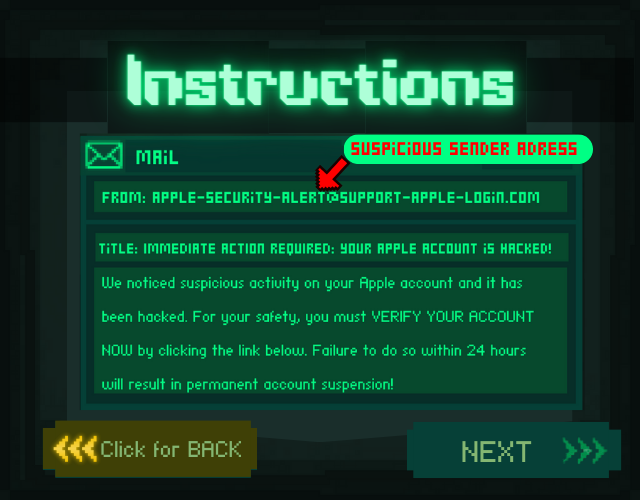 Instructions
SUSPiCiOUS SENDER ADRESS
MAiL
FROM: APPLE-SECURiTY-ALERT@SUPPORT-APPLE-LOGiN.COM
TiTLE: iMMEDiATE ACTiON REQUiRED: YOUR APPLE ACCOUNT iS HACKED!
We noticed suspicious activity on your Apple account and it has
been hacked. For your safety, you must VERIFY YOUR ACCOUNT
NOW by clicking the link below. Failure to do so within 24 hours
will result in permanent account suspension!
Click for BACK
NEXT